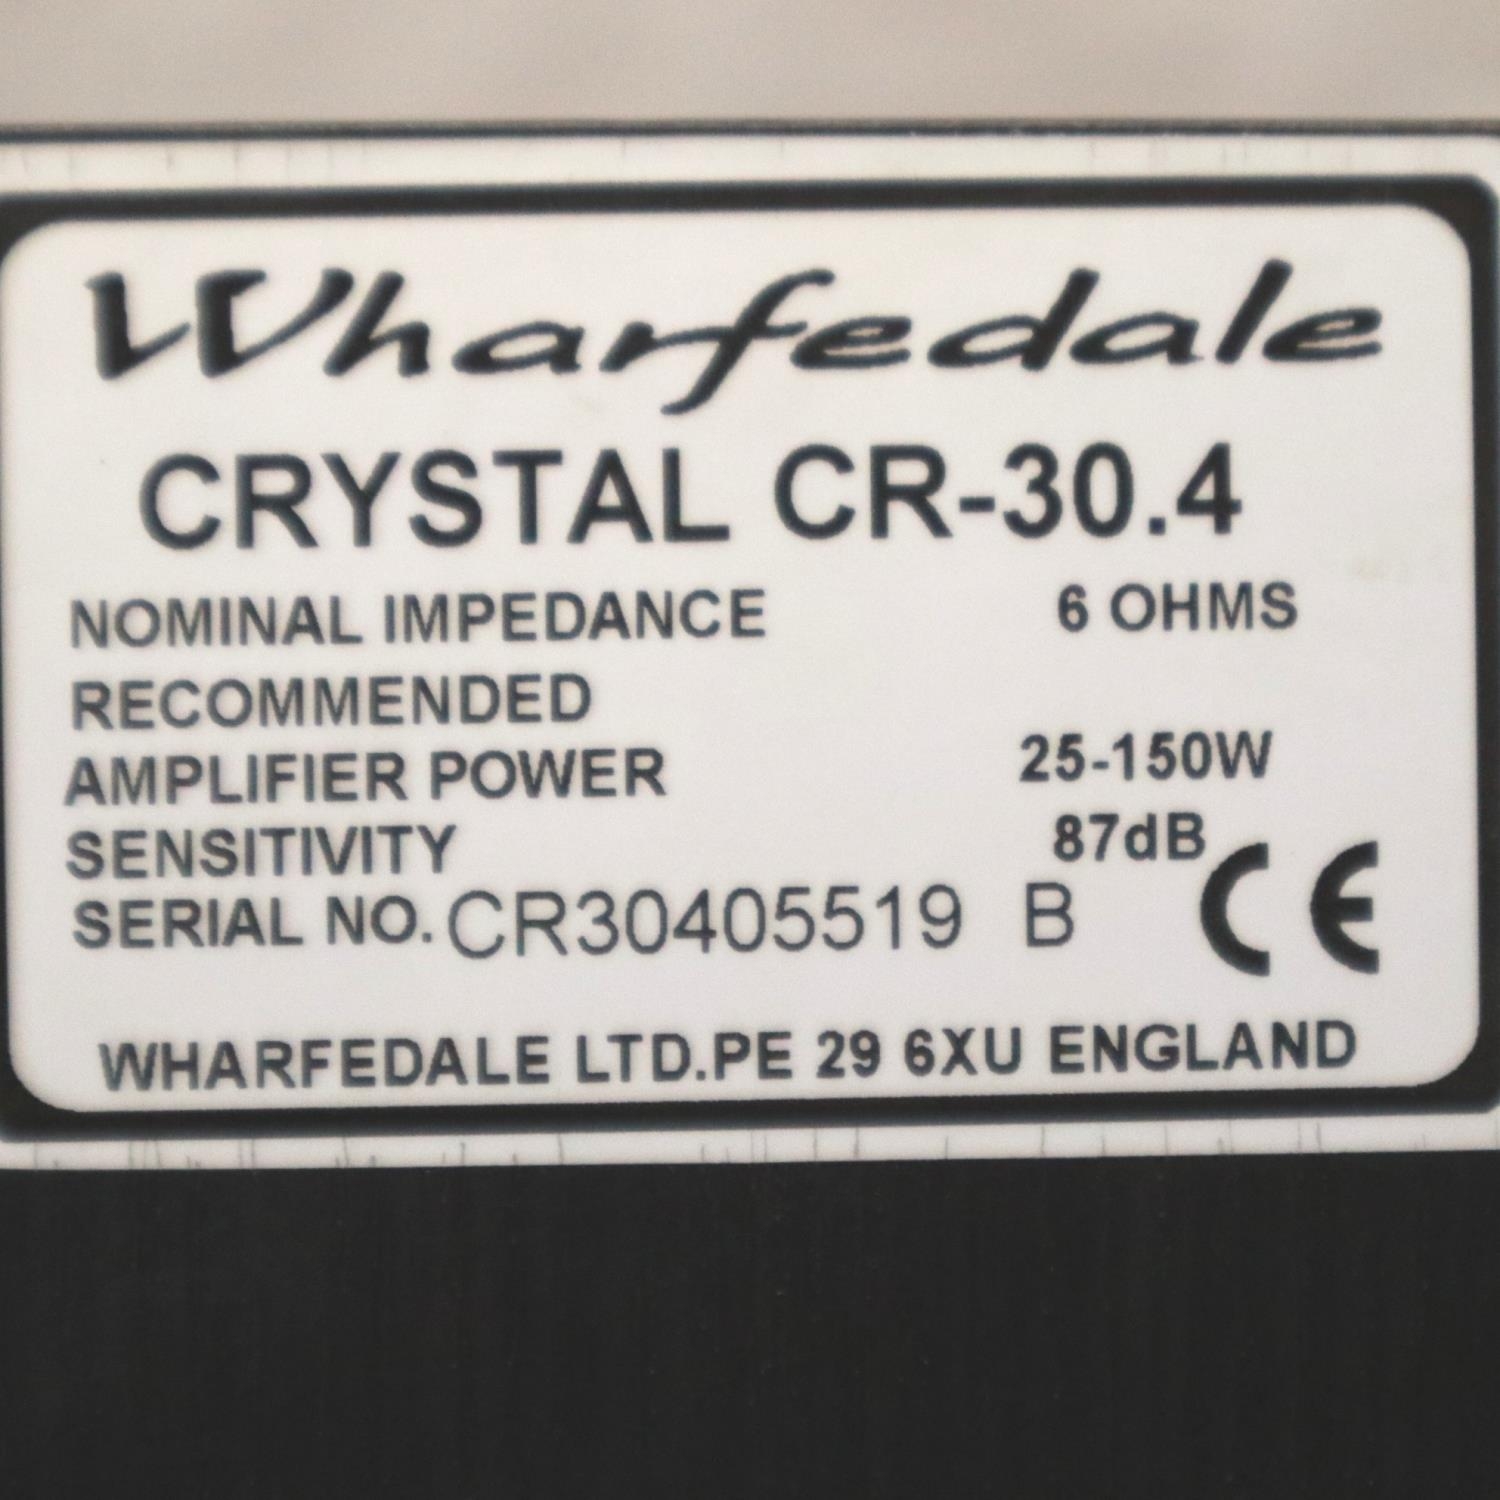 Wharfedale
CRYSTAL CR-30.4
NOMINAL IMPEDANCE 6 OHMS
RECOMMENDED
AMPLIFIER POWER 25-150W
SENSITIVITY 87dB
SERIAL NO. CR30405519 B CE
WHARFEDALE LTD.PE 29 6XU ENGLAND